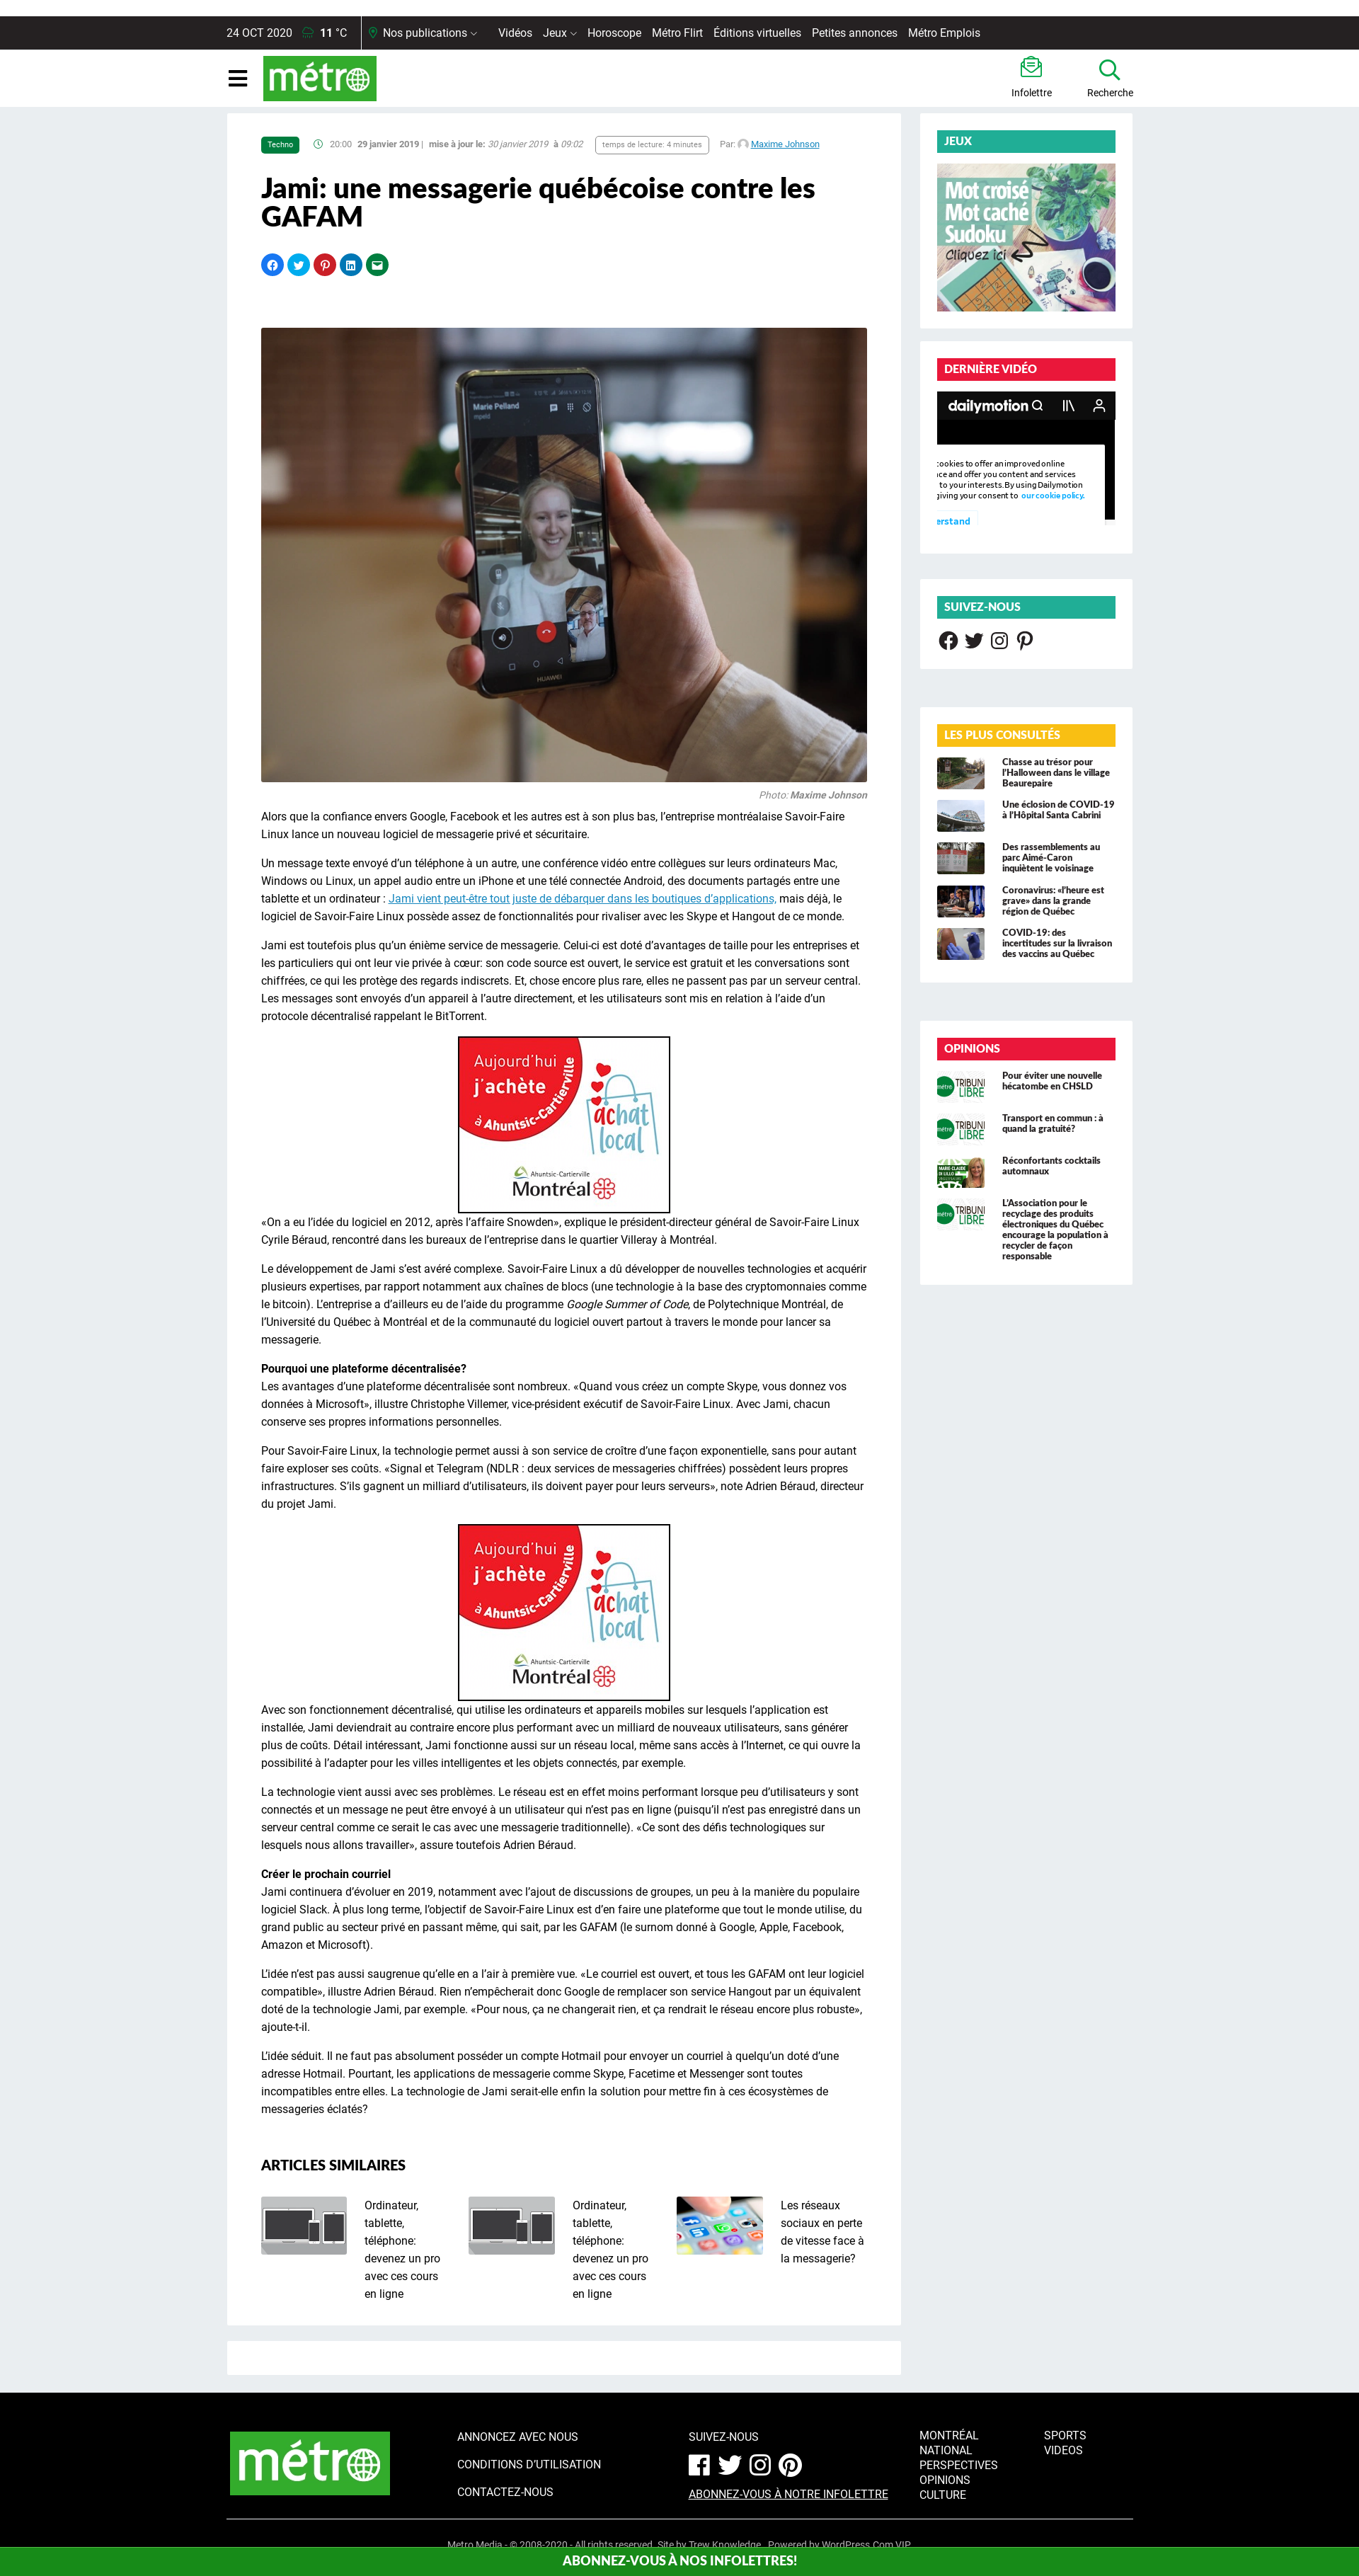 24 OCT 2020 11 °C Nos publications Vidéos Jeux Horoscope Métro Flirt Éditions virtuelles Petites annonces Métro Emplois
métro
Infolettre
Recherche
Techno 20:00 29 janvier 2019 | mise à jour le: 30 janvier 2019 à 09:02 temps de lecture: 4 minutes Par: Maxime Johnson
Jami: une messagerie québécoise contre les
GAFAM
Marie Pelland
mpelld
HUAWEI
Photo: Maxime Johnson
Alors que la confiance envers Google, Facebook et les autres est à son plus bas, l’entreprise montréalaise Savoir-Faire
Linux lance un nouveau logiciel de messagerie privé et sécuritaire.
Un message texte envoyé d’un téléphone à un autre, une conférence vidéo entre collègues sur leurs ordinateurs Mac,
Windows ou Linux, un appel audio entre un iPhone et une télé connectée Android, des documents partagés entre une
tablette et un ordinateur : Jami vient peut-être tout juste de débarquer dans les boutiques d’applications, mais déjà, le
logiciel de Savoir-Faire Linux possède assez de fonctionnalités pour rivaliser avec les Skype et Hangout de ce monde.
Jami est toutefois plus qu’un énième service de messagerie. Celui-ci est doté d’avantages de taille pour les entreprises et
les particuliers qui ont leur vie privée à cœur: son code source est ouvert, le service est gratuit et les conversations sont
chiffrées, ce qui les protège des regards indiscrets. Et, chose encore plus rare, elles ne passent pas par un serveur central.
Les messages sont envoyés d’un appareil à l’autre directement, et les utilisateurs sont mis en relation à l’aide d’un
protocole décentralisé rappelant le BitTorrent.
Aujourd'hui
j'achète
à Ahuntsic-Cartierville
achat
local
Ahuntsic-Cartierville
Montréal
«On a eu l’idée du logiciel en 2012, après l’affaire Snowden», explique le président-directeur général de Savoir-Faire Linux
Cyrile Béraud, rencontré dans les bureaux de l’entreprise dans le quartier Villeray à Montréal.
Le développement de Jami s’est avéré complexe. Savoir-Faire Linux a dû développer de nouvelles technologies et acquérir
plusieurs expertises, par rapport notamment aux chaînes de blocs (une technologie à la base des cryptomonnaies comme
le bitcoin). L’entreprise a d’ailleurs eu de l’aide du programme Google Summer of Code, de Polytechnique Montréal, de
l’Université du Québec à Montréal et de la communauté du logiciel ouvert partout à travers le monde pour lancer sa
messagerie.
Pourquoi une plateforme décentralisée?
Les avantages d’une plateforme décentralisée sont nombreux. «Quand vous créez un compte Skype, vous donnez vos
données à Microsoft», illustre Christophe Villemer, vice-président exécutif de Savoir-Faire Linux. Avec Jami, chacun
conserve ses propres informations personnelles.
Pour Savoir-Faire Linux, la technologie permet aussi à son service de croître d’une façon exponentielle, sans pour autant
faire exploser ses coûts. «Signal et Telegram (NDLR : deux services de messageries chiffrées) possèdent leurs propres
infrastructures. S’ils gagnent un milliard d’utilisateurs, ils doivent payer pour leurs serveurs», note Adrien Béraud, directeur
du projet Jami.
Aujourd'hui
j'achète
à Ahuntsic-Cartierville
achat
local
Ahuntsic-Cartierville
Montréal
Avec son fonctionnement décentralisé, qui utilise les ordinateurs et appareils mobiles sur lesquels l’application est
installée, Jami deviendrait au contraire encore plus performant avec un milliard de nouveaux utilisateurs, sans générer
plus de coûts. Détail intéressant, Jami fonctionne aussi sur un réseau local, même sans accès à l’Internet, ce qui ouvre la
possibilité à l’adapter pour les villes intelligentes et les objets connectés, par exemple.
La technologie vient aussi avec ses problèmes. Le réseau est en effet moins performant lorsque peu d’utilisateurs y sont
connectés et un message ne peut être envoyé à un utilisateur qui n’est pas en ligne (puisqu’il n’est pas enregistré dans un
serveur central comme ce serait le cas avec une messagerie traditionnelle). «Ce sont des défis technologiques sur
lesquels nous allons travailler», assure toutefois Adrien Béraud.
Créer le prochain courriel
Jami continuera d’évoluer en 2019, notamment avec l’ajout de discussions de groupes, un peu à la manière du populaire
logiciel Slack. À plus long terme, l’objectif de Savoir-Faire Linux est d’en faire une plateforme que tout le monde utilise, du
grand public au secteur privé en passant même, qui sait, par les GAFAM (le surnom donné à Google, Apple, Facebook,
Amazon et Microsoft).
L’idée n’est pas aussi saugrenue qu’elle en a l’air à première vue. «Le courriel est ouvert, et tous les GAFAM ont leur logiciel
compatible», illustre Adrien Béraud. Rien n’empêcherait donc Google de remplacer son service Hangout par un équivalent
doté de la technologie Jami, par exemple. «Pour nous, ça ne changerait rien, et ça rendrait le réseau encore plus robuste»,
ajoute-t-il.
L’idée séduit. Il ne faut pas absolument posséder un compte Hotmail pour envoyer un courriel à quelqu’un doté d’une
adresse Hotmail. Pourtant, les applications de messagerie comme Skype, Facetime et Messenger sont toutes
incompatibles entre elles. La technologie de Jami serait-elle enfin la solution pour mettre fin à ces écosystèmes de
messageries éclatés?
ARTICLES SIMILAIRES
Ordinateur,
tablette,
téléphone:
devenez un pro
avec ces cours
en ligne
Ordinateur,
tablette,
téléphone:
devenez un pro
avec ces cours
en ligne
Les réseaux
sociaux en perte
de vitesse face à
la messagerie?
JEUX
Mot croisé
Mot caché
Sudoku
Cliquez ici
DERNIÈRE VIDÉO
dailymotion
cookies to offer an improved online
ce and offer you content and services
to your interests. By using Dailymotion
giving your consent to our cookie policy.
erstand
SUIVEZ-NOUS
LES PLUS CONSULTÉS
Chasse au trésor pour
l’Halloween dans le village
Beaurepaire
Une éclosion de COVID-19
à l’Hôpital Santa Cabrini
Des rassemblements au
parc Aimé-Caron
inquiètent le voisinage
Coronavirus: «l’heure est
grave» dans la grande
région de Québec
COVID-19: des
incertitudes sur la livraison
des vaccins au Québec
OPINIONS
métro TRIBUNE LIBRE
Pour éviter une nouvelle
hécatombe en CHSLD
métro TRIBUNE LIBRE
Transport en commun : à
quand la gratuité?
Réconfortants cocktails
automnaux
métro TRIBUNE LIBRE
L’Association pour le
recyclage des produits
électroniques du Québec
encourage la population à
recycler de façon
responsable
métro
ANNONCEZ AVEC NOUS
CONDITIONS D’UTILISATION
CONTACTEZ-NOUS
SUIVEZ-NOUS
ABONNEZ-VOUS À NOTRE INFOLETTRE
MONTRÉAL
NATIONAL
PERSPECTIVES
OPINIONS
CULTURE
SPORTS
VIDEOS
Metro Media - © 2008-2020 - All rights reserved. Site by Trew Knowledge . Powered by WordPress.Com VIP
ABONNEZ-VOUS À NOS INFOLETTRES!